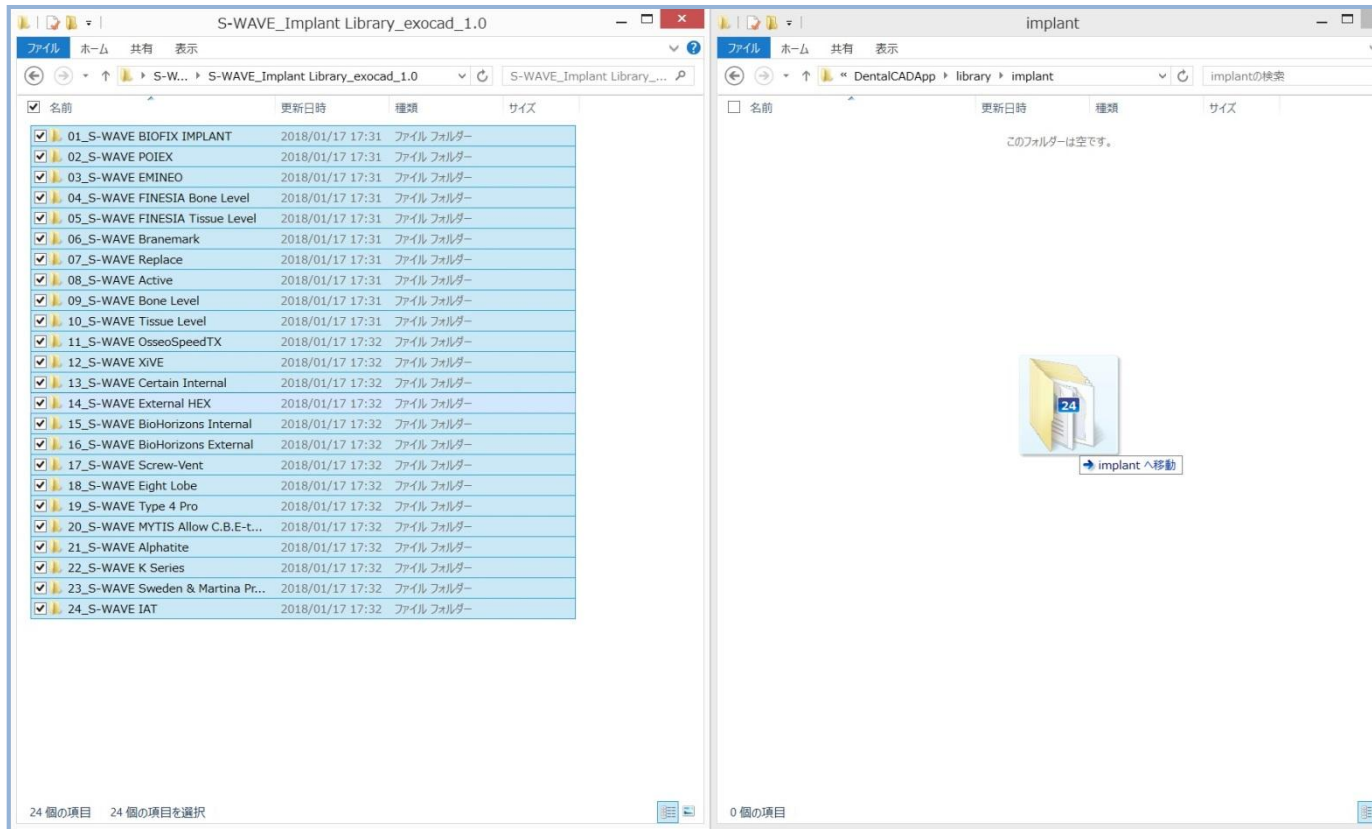 S-WAVE_Implant Library_exocad_1.0
ファイル ホーム 共有 表示
S-W... S-WAVE_Implant Library_exocad_1.0 S-WAVE_Implant Library_...
名前 更新日時 種類 サイズ
01_S-WAVE BIOFIX IMPLANT 2018/01/17 17:31 ファイル フォルダー
02_S-WAVE POIEX 2018/01/17 17:31 ファイル フォルダー
03_S-WAVE EMINEO 2018/01/17 17:31 ファイル フォルダー
04_S-WAVE FINESIA Bone Level 2018/01/17 17:31 ファイル フォルダー
05_S-WAVE FINESIA Tissue Level 2018/01/17 17:31 ファイル フォルダー
06_S-WAVE Branemark 2018/01/17 17:31 ファイル フォルダー
07_S-WAVE Replace 2018/01/17 17:31 ファイル フォルダー
08_S-WAVE Active 2018/01/17 17:31 ファイル フォルダー
09_S-WAVE Bone Level 2018/01/17 17:31 ファイル フォルダー
10_S-WAVE Tissue Level 2018/01/17 17:31 ファイル フォルダー
11_S-WAVE OsseoSpeedTX 2018/01/17 17:32 ファイル フォルダー
12_S-WAVE XiVE 2018/01/17 17:32 ファイル フォルダー
13_S-WAVE Certain Internal 2018/01/17 17:32 ファイル フォルダー
14_S-WAVE External HEX 2018/01/17 17:32 ファイル フォルダー
15_S-WAVE BioHorizons Internal 2018/01/17 17:32 ファイル フォルダー
16_S-WAVE BioHorizons External 2018/01/17 17:32 ファイル フォルダー
17_S-WAVE Screw-Vent 2018/01/17 17:32 ファイル フォルダー
18_S-WAVE Eight Lobe 2018/01/17 17:32 ファイル フォルダー
19_S-WAVE Type 4 Pro 2018/01/17 17:32 ファイル フォルダー
20_S-WAVE MYTIS Allow C.B.E-t... 2018/01/17 17:32 ファイル フォルダー
21_S-WAVE Alphatite 2018/01/17 17:32 ファイル フォルダー
22_S-WAVE K Series 2018/01/17 17:32 ファイル フォルダー
23_S-WAVE Sweden & Martina Pr... 2018/01/17 17:32 ファイル フォルダー
24_S-WAVE IAT 2018/01/17 17:32 ファイル フォルダー
24 個の項目 24 個の項目を選択
implant
ファイル ホーム 共有 表示
« DentalCADApp library implant implantの検索
名前 更新日時 種類 サイズ
このフォルダーは空です。
24
implant へ移動
0 個の項目